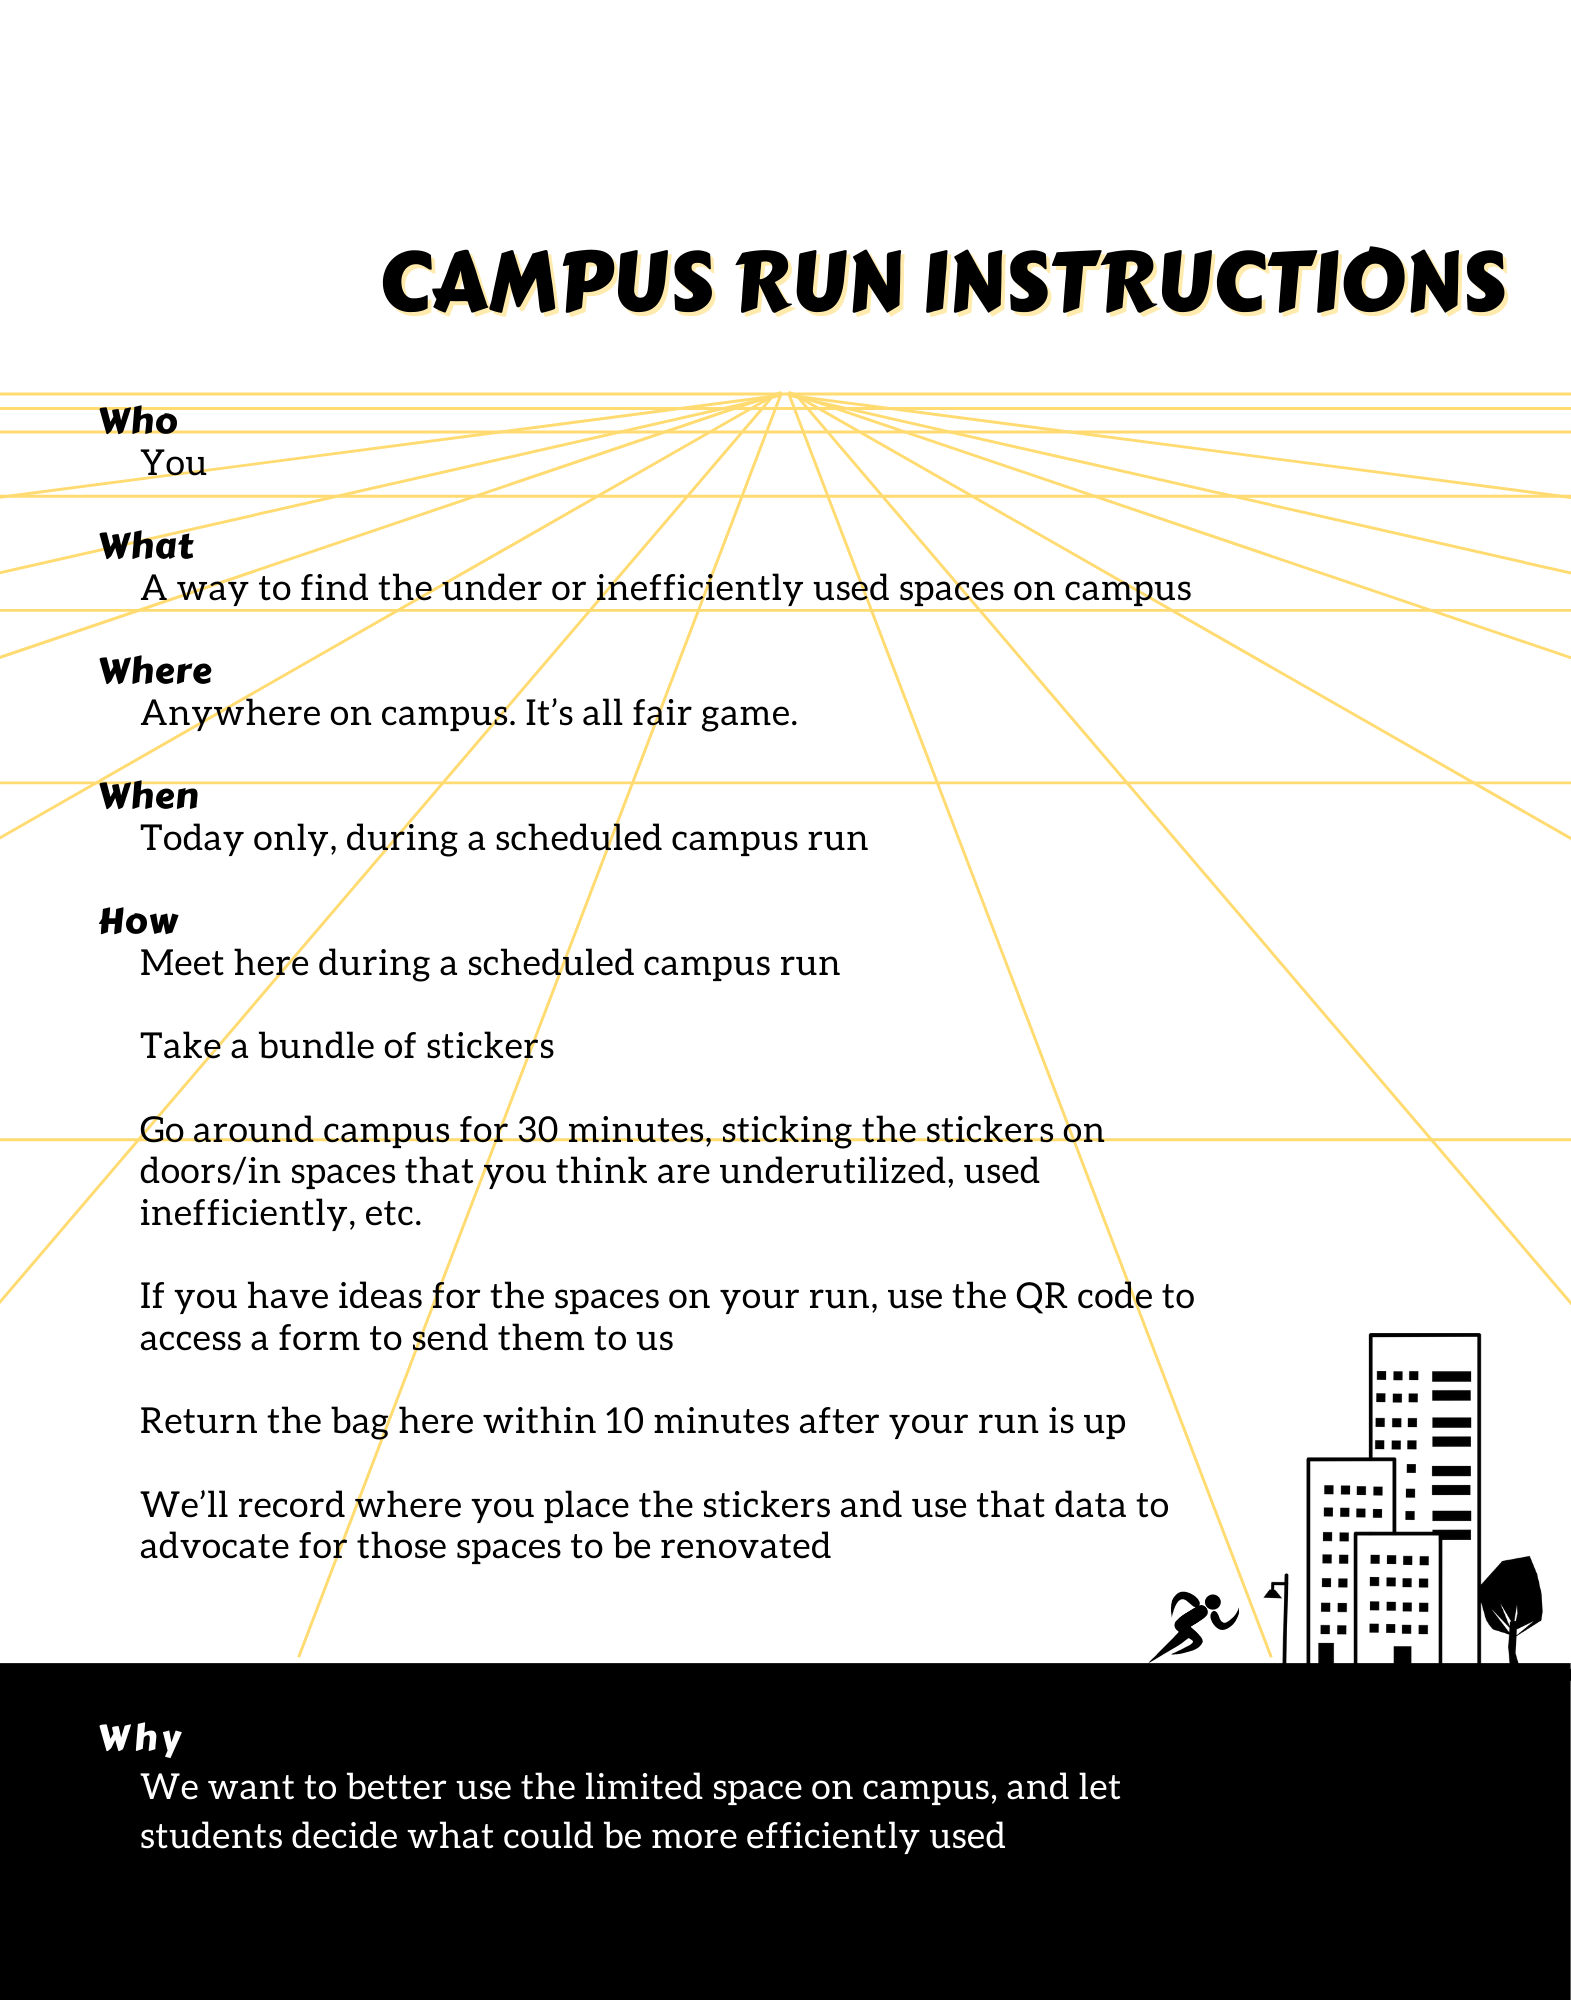 CAMPUS RUN INSTRUCTIONS
Who
You
What
A way to find the under or inefficiently used spaces on campus
Where
Anywhere on campus. It’s all fair game.
When
Today only, during a scheduled campus run
How
Meet here during a scheduled campus run
Take a bundle of stickers
Go around campus for 30 minutes, sticking the stickers on
doors/in spaces that you think are underutilized, used
inefficiently, etc.
If you have ideas for the spaces on your run, use the QR code to
access a form to send them to us
Return the bag here within 10 minutes after your run is up
We’ll record where you place the stickers and use that data to
advocate for those spaces to be renovated
Why
We want to better use the limited space on campus, and let
students decide what could be more efficiently used